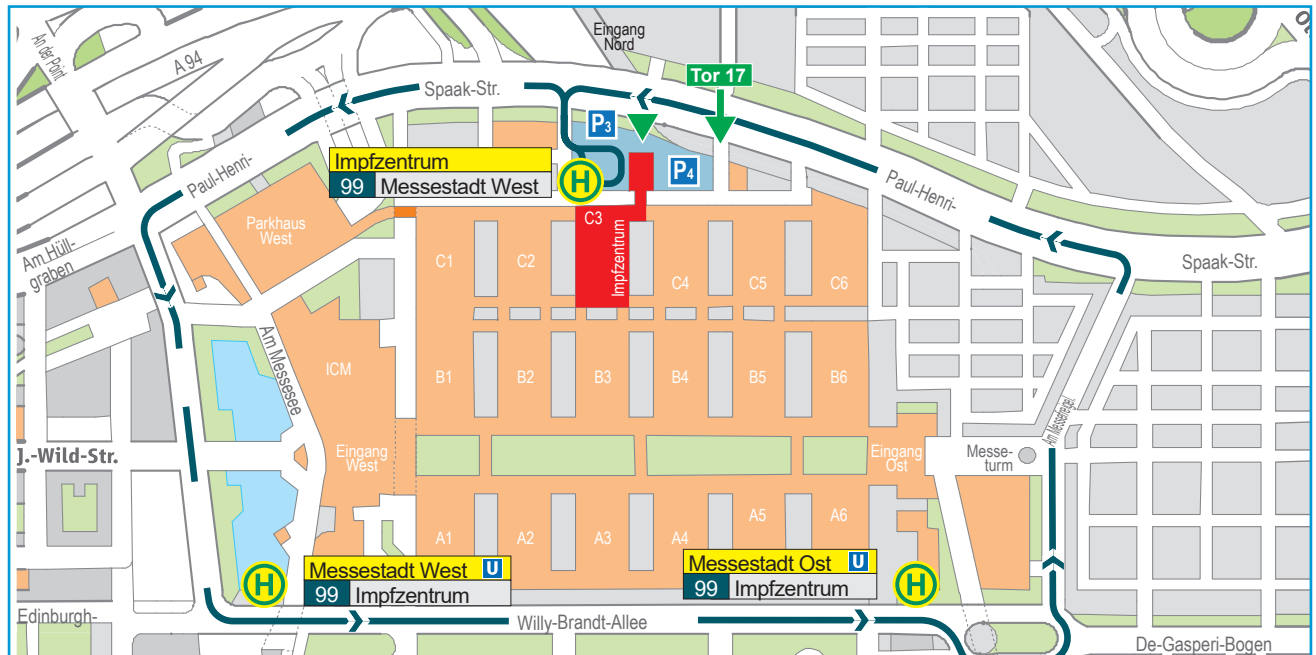 An der Point
A 94
Spaak-Str.
Eingang
Nord
Tor 17
P3
P4
Impfzentrum
99 Messestadt West
H
Paul-Henri-
Paul-Henri-
Spaak-Str.
Parkhaus
West
Am Hüll-
graben
C1
C2
C3
Impfzentrum
C4
C5
C6
Am Messesee
ICM
B1
B2
B3
B4
B5
B6
Am Messefreigel.
J.-Wild-Str.
Eingang
West
Eingang
Ost
Messe-
turm
A1
A2
A3
A4
A5
A6
H
Messestadt West U
99 Impfzentrum
Messestadt Ost U
99 Impfzentrum
H
Edinburgh-
Willy-Brandt-Allee
De-Gasperi-Bogen